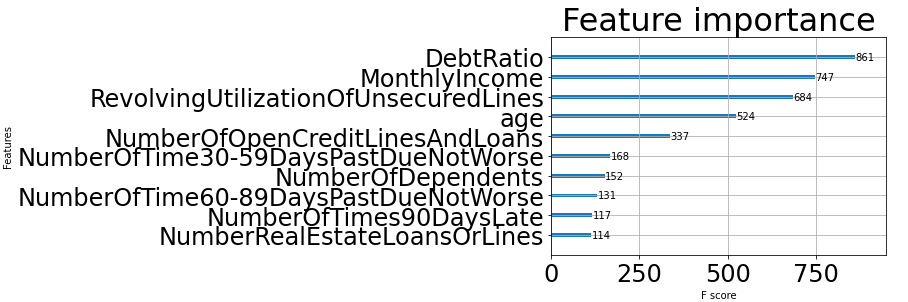 Feature importance
Features
DebtRatio 861
MonthlyIncome 747
RevolvingUtilizationOfUnsecuredLines 684
age 524
NumberOfOpenCreditLinesAndLoans 337
NumberOfTime30-59DaysPastDueNotWorse 168
NumberOfDependents 152
NumberOfTime60-89DaysPastDueNotWorse 131
NumberOfTimes90DaysLate 117
NumberRealEstateLoansOrLines 114
0 250 500 750
F score